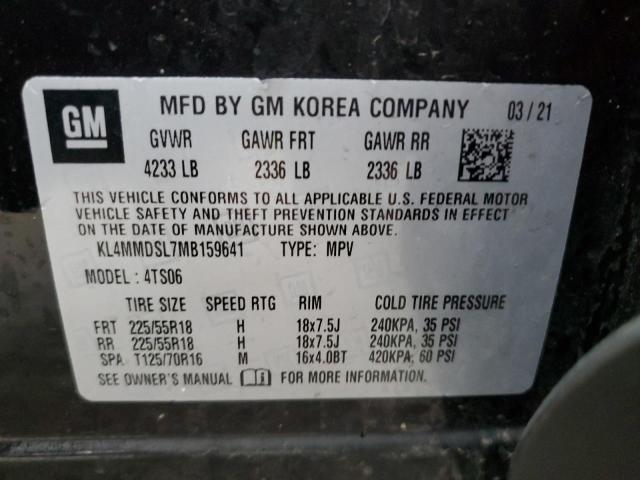 GM MFD BY GM KOREA COMPANY 03/21
GVWR GAWR FRT GAWR RR
4233 LB 2336 LB 2336 LB
THIS VEHICLE CONFORMS TO ALL APPLICABLE U.S. FEDERAL MOTOR
VEHICLE SAFETY AND THEFT PREVENTION STANDARDS IN EFFECT
ON THE DATE OF MANUFACTURE SHOWN ABOVE.
KL4MMDSL7MB159641 TYPE: MPV
MODEL: 4TS06
TIRE SIZE SPEED RTG RIM COLD TIRE PRESSURE
FRT 225/55R18 H 18x7.5J 240KPA, 35 PSI
RR 225/55R18 H 18x7.5J 240KPA, 35 PSI
SPA T125/70R16 M 16x4.0BT 420KPA, 60 PSI
SEE OWNER'S MANUAL FOR MORE INFORMATION.